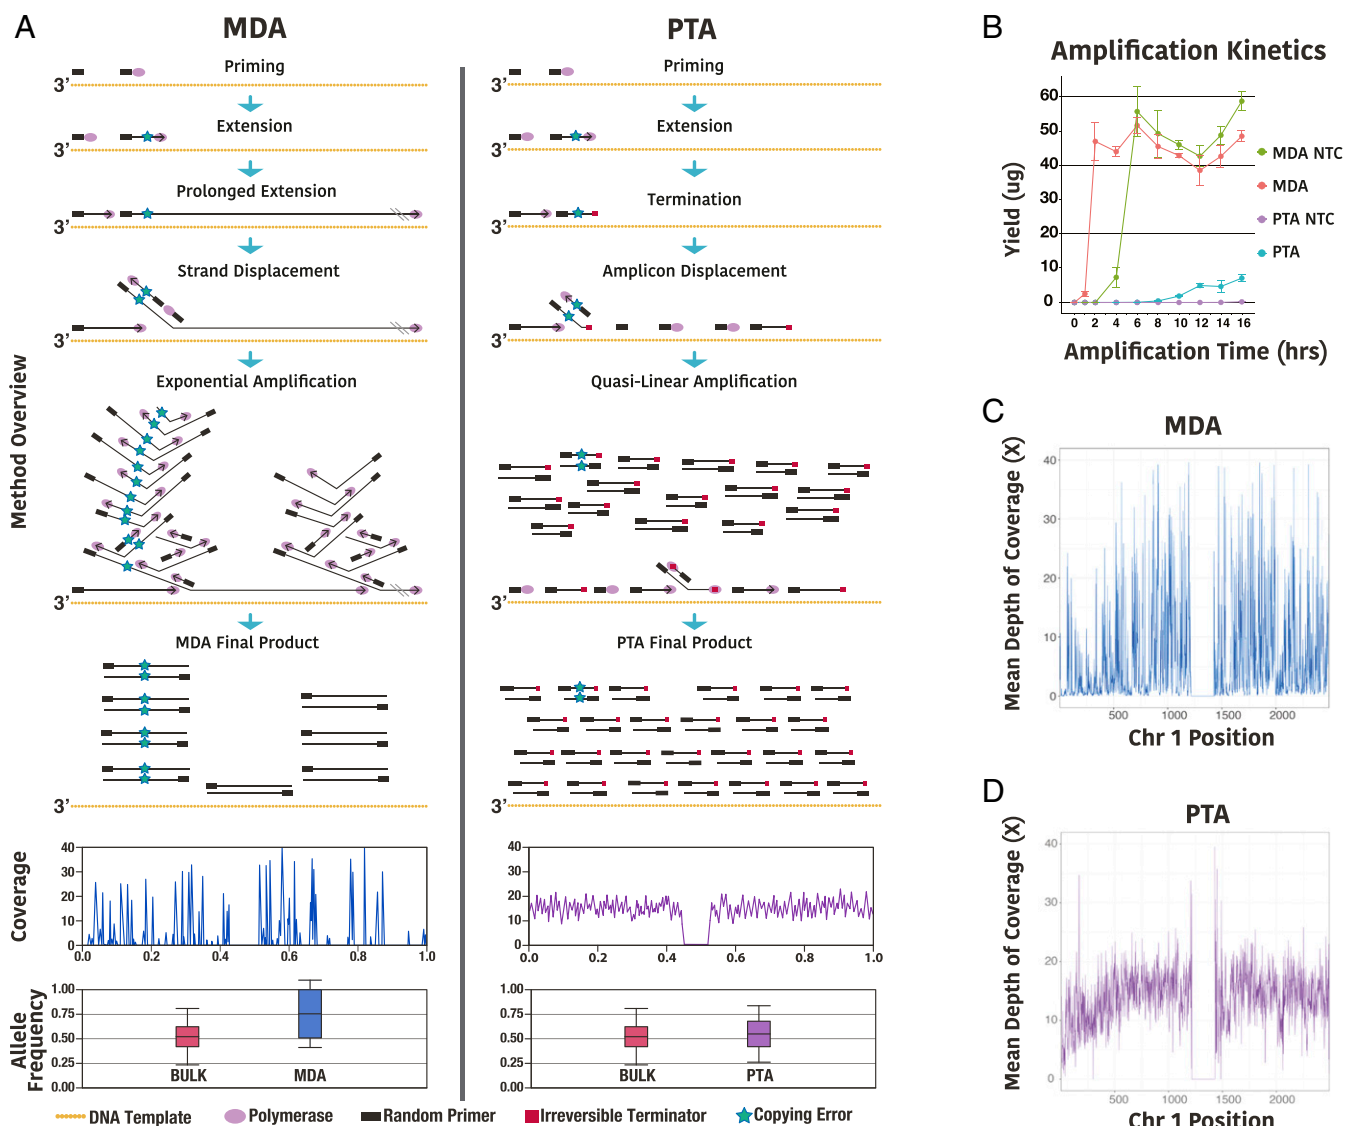 A
MDA
Priming
3'
Extension
3'
Prolonged Extension
3'
Strand Displacement
3'
Exponential Amplification
3'
MDA Final Product
3'
Method Overview
Coverage
40
30
20
10
0
0.0 0.2 0.4 0.6 0.8 1.0
Allele
Frequency
1.00
0.75
0.50
0.25
0.00
BULK MDA
PTA
Priming
3'
Extension
3'
Termination
3'
Amplicon Displacement
3'
Quasi-Linear Amplification
3'
PTA Final Product
3'
40
30
20
10
0
0.0 0.2 0.4 0.6 0.8 1.0
1.00
0.75
0.50
0.25
0.00
BULK PTA
DNA Template Polymerase Random Primer Irreversible Terminator Copying Error
B
Amplification Kinetics
Yield (ug)
60
50
40
30
20
10
0
0 2 4 6 8 10 12 14 16
Amplification Time (hrs)
MDA NTC
MDA
PTA NTC
PTA
C
MDA
Mean Depth of Coverage (X)
40
30
20
10
0
500 1000 1500 2000
Chr 1 Position
D
PTA
Mean Depth of Coverage (X)
40
30
20
10
0
500 1000 1500 2000
Chr 1 Position